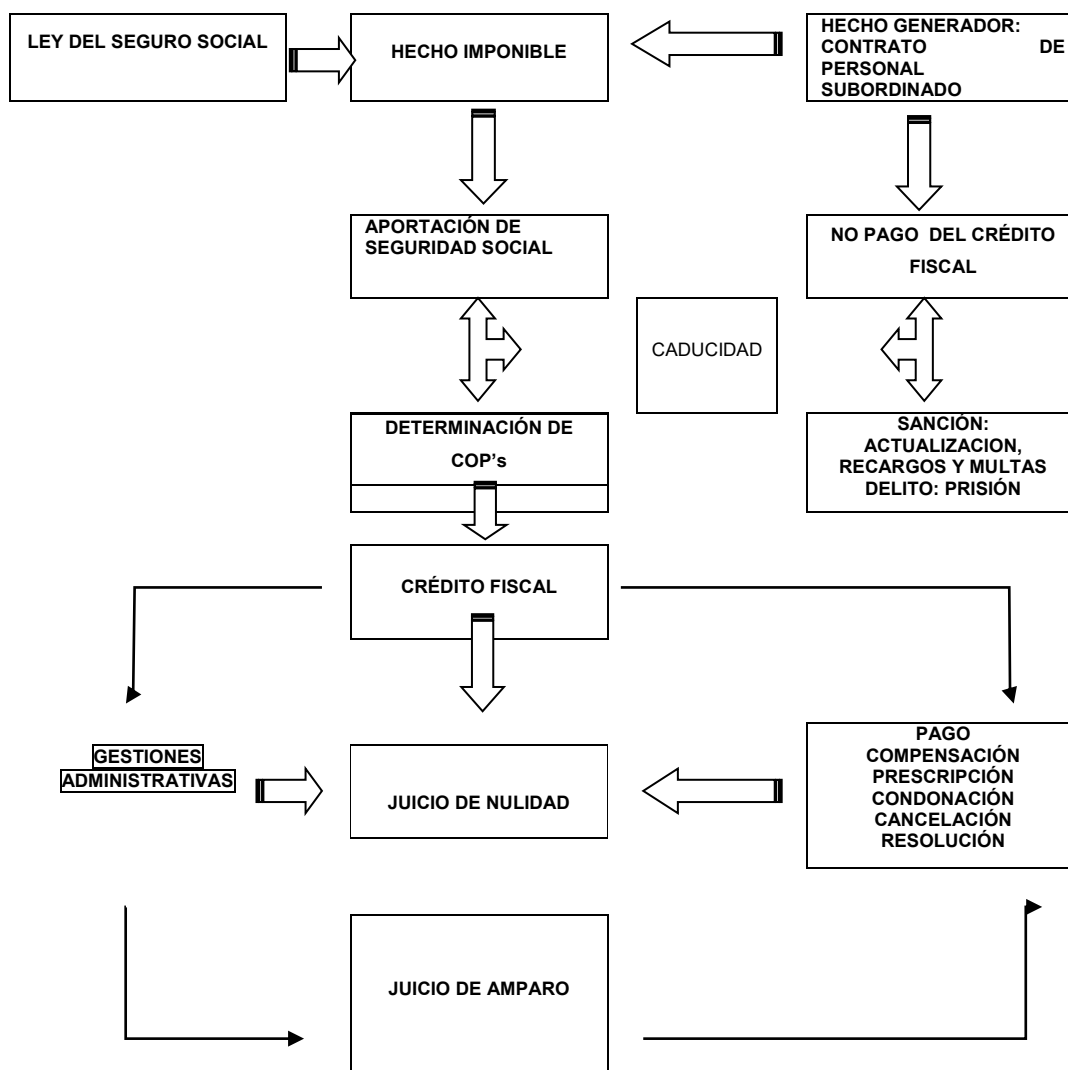 LEY DEL SEGURO SOCIAL
HECHO IMPONIBLE
HECHO GENERADOR:
CONTRATO DE
PERSONAL
SUBORDINADO
APORTACIÓN DE
SEGURIDAD SOCIAL
NO PAGO DEL CRÉDITO
FISCAL
CADUCIDAD
DETERMINACIÓN DE
COP's
SANCIÓN:
ACTUALIZACION,
RECARGOS Y MULTAS
DELITO: PRISIÓN
CRÉDITO FISCAL
GESTIONES
ADMINISTRATIVAS
JUICIO DE NULIDAD
PAGO
COMPENSACIÓN
PRESCRIPCIÓN
CONDONACIÓN
CANCELACIÓN
RESOLUCIÓN
JUICIO DE AMPARO